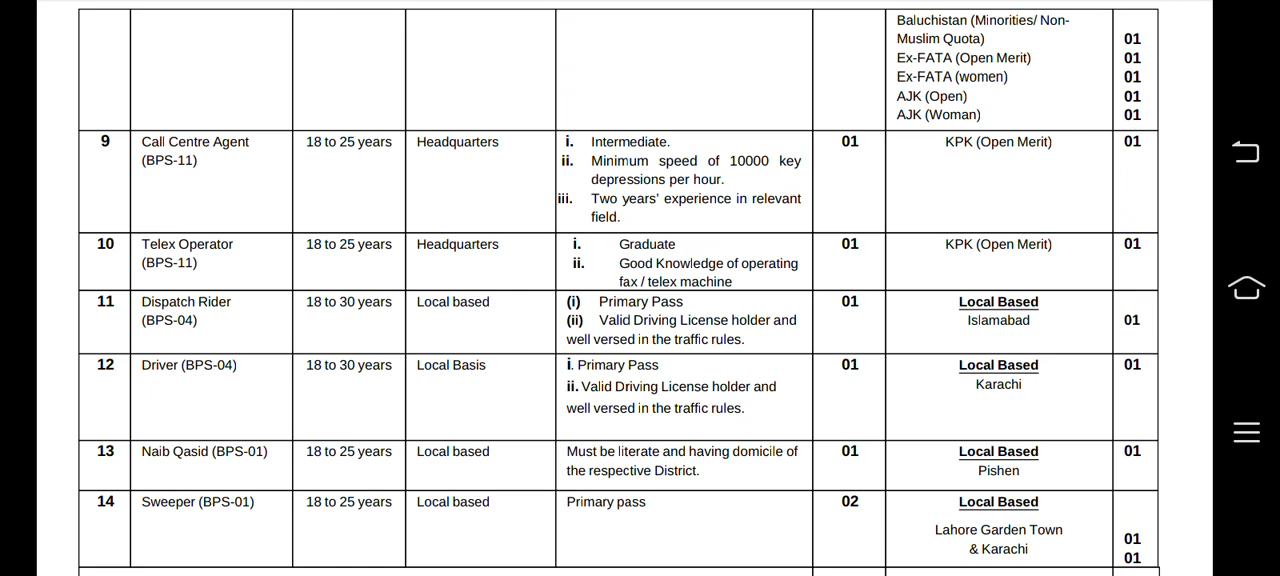 Baluchistan (Minorities/ Non-
Muslim Quota) 01
Ex-FATA (Open Merit) 01
Ex-FATA (women) 01
AJK (Open) 01
AJK (Woman) 01
9 Call Centre Agent 18 to 25 years Headquarters i. Intermediate. 01 KPK (Open Merit) 01
(BPS-11) ii. Minimum speed of 10000 key
depressions per hour.
iii. Two years' experience in relevant
field.
10 Telex Operator 18 to 25 years Headquarters i. Graduate 01 KPK (Open Merit) 01
(BPS-11) ii. Good Knowledge of operating
fax / telex machine
11 Dispatch Rider 18 to 30 years Local based (i) Primary Pass 01 Local Based
(BPS-04) (ii) Valid Driving License holder and Islamabad 01
well versed in the traffic rules.
12 Driver (BPS-04) 18 to 30 years Local Basis i. Primary Pass 01 Local Based 01
ii. Valid Driving License holder and Karachi
well versed in the traffic rules.
13 Naib Qasid (BPS-01) 18 to 25 years Local based Must be literate and having domicile of 01 Local Based 01
the respective District. Pishen
14 Sweeper (BPS-01) 18 to 25 years Local based Primary pass 02 Local Based
Lahore Garden Town 01
& Karachi 01